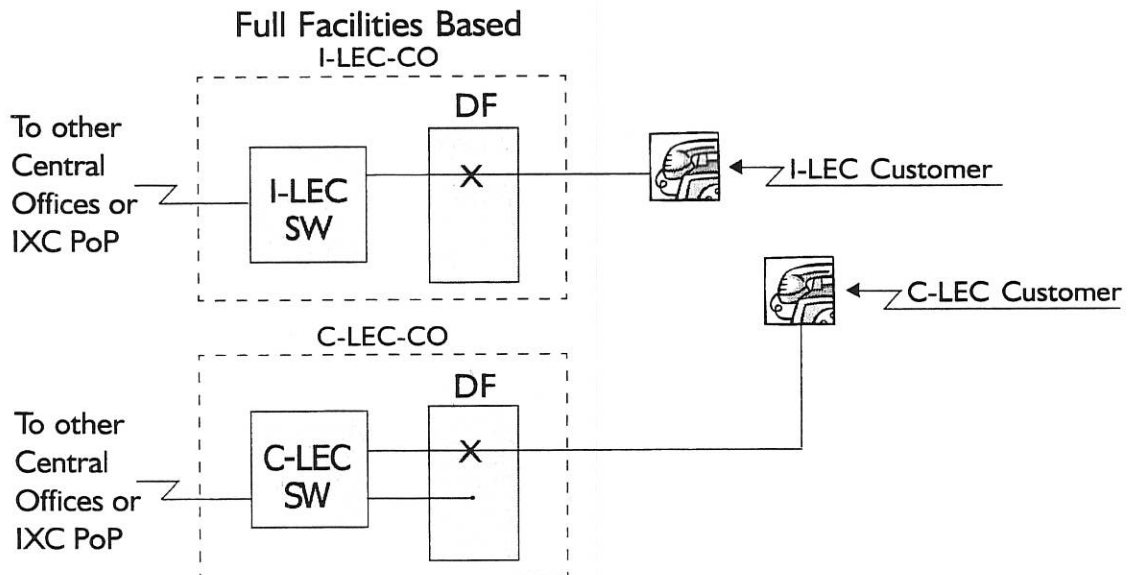 Full Facilities Based
I-LEC-CO
DF
To other
Central
Offices or
IXC PoP
I-LEC
SW
X
I-LEC Customer
C-LEC Customer
C-LEC-CO
DF
To other
Central
Offices or
IXC PoP
C-LEC
SW
X